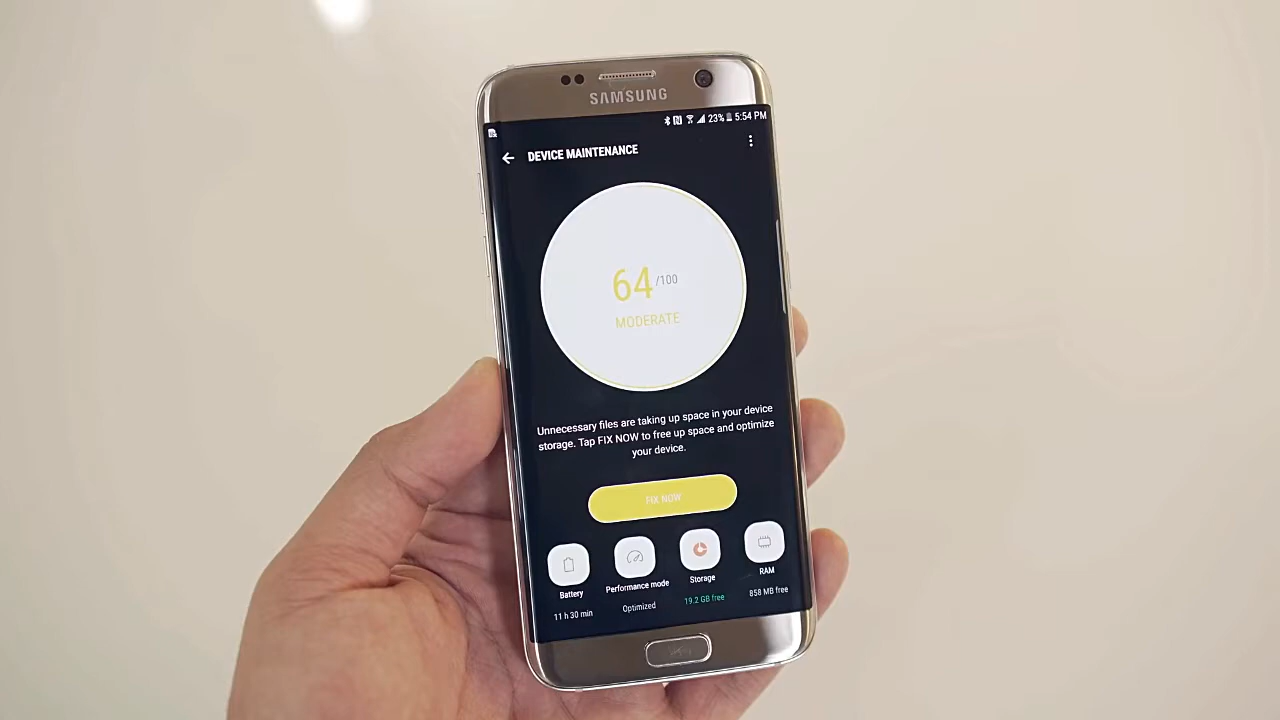 SAMSUNG
23% 5:54 PM
DEVICE MAINTENANCE
64 /100
MODERATE
Unnecessary files are taking up space in your device
storage. Tap FIX NOW to free up space and optimize
your device.
FIX NOW
Battery Performance mode Storage RAM
11 h 30 min Optimized 19.2 GB free 858 MB free